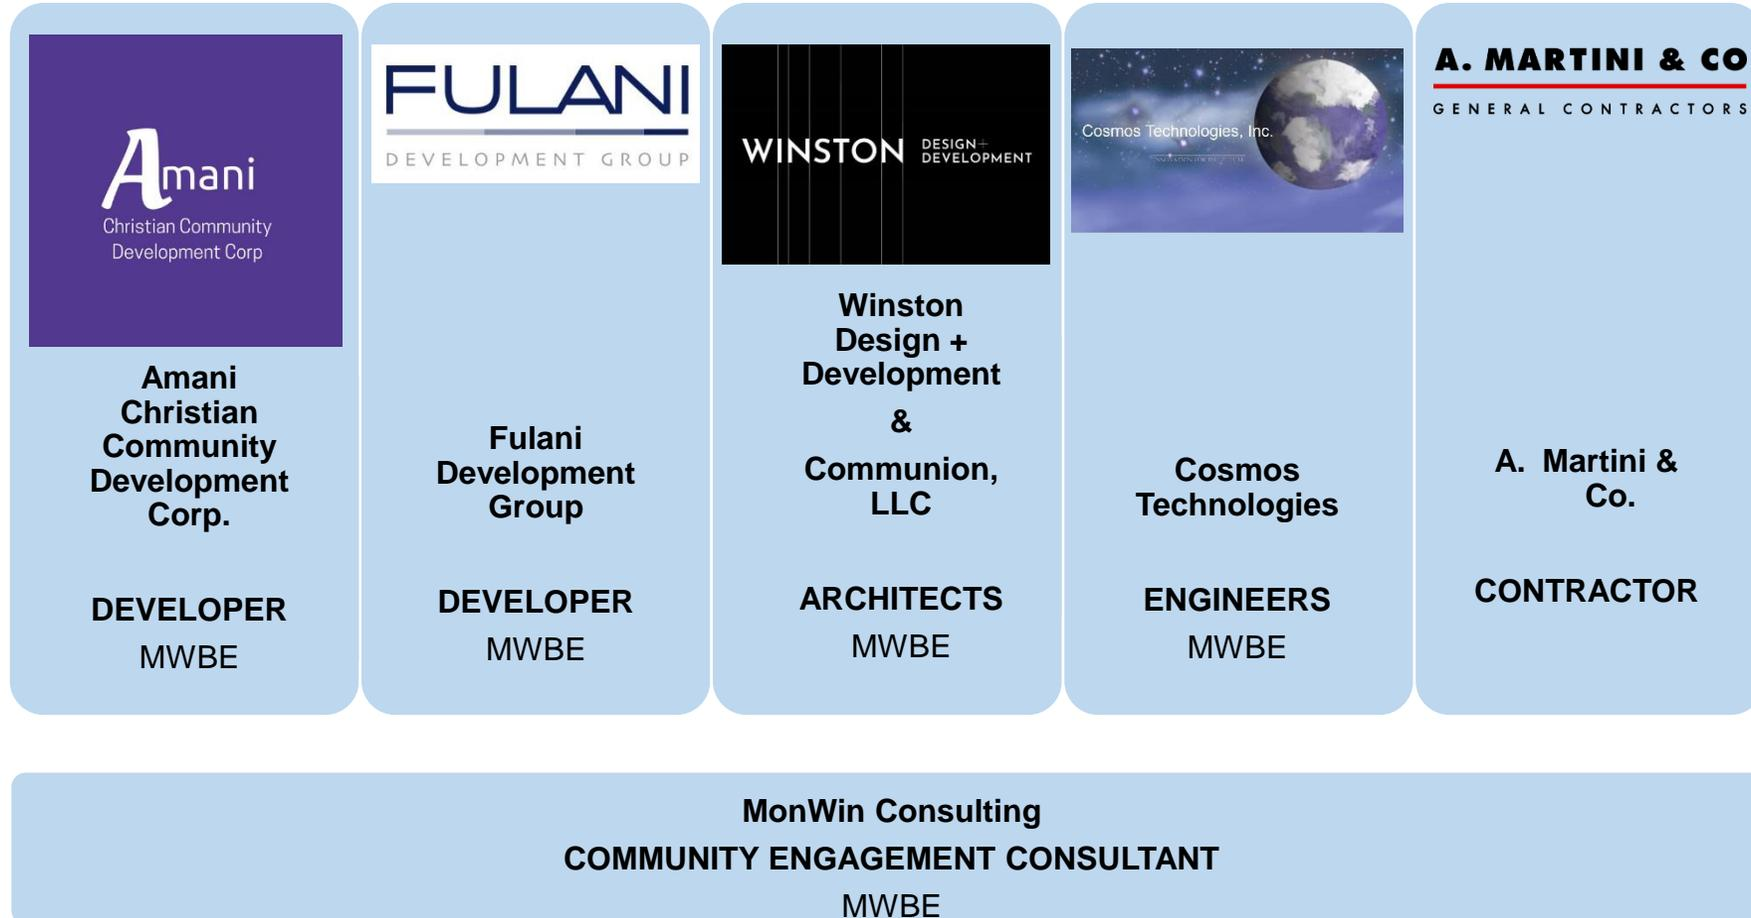 Amani
Christian Community
Development Corp
Amani
Christian
Community
Development
Corp.
DEVELOPER
MWBE
FULANI
DEVELOPMENT GROUP
Fulani
Development
Group
DEVELOPER
MWBE
WINSTON DESIGN+
DEVELOPMENT
Winston
Design +
Development
&
Communion,
LLC
ARCHITECTS
MWBE
Cosmos Technologies, Inc.
Cosmos
Technologies
ENGINEERS
MWBE
A. MARTINI & CO
GENERAL CONTRACTORS
A. Martini &
Co.
CONTRACTOR
MonWin Consulting
COMMUNITY ENGAGEMENT CONSULTANT
MWBE